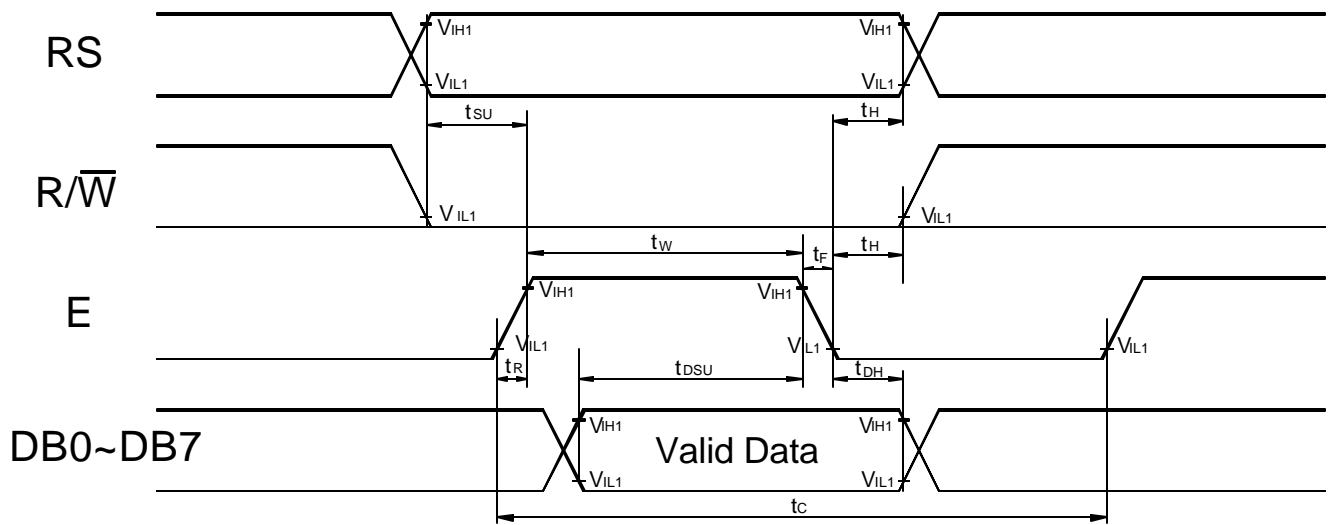 RS
VIH1
VIL1
VIH1
VIL1
tSU
tH
R/W̅
VIL1
VIL1
tW
tF
tH
E
VIH1
VIL1
VIH1
VIL1
VIL1
tR
tDSU
tDH
DB0~DB7
VIH1
VIL1
Valid Data
VIH1
VIL1
tC